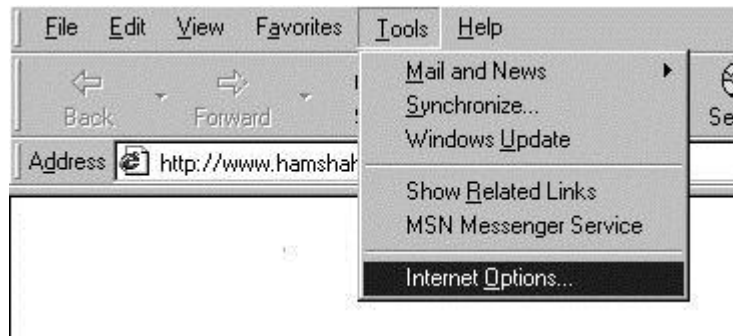 File Edit View Favorites Tools Help
Back Forward
Mail and News
Synchronize...
Windows Update
Address http://www.hamshah
Show Related Links
MSN Messenger Service
Internet Options...